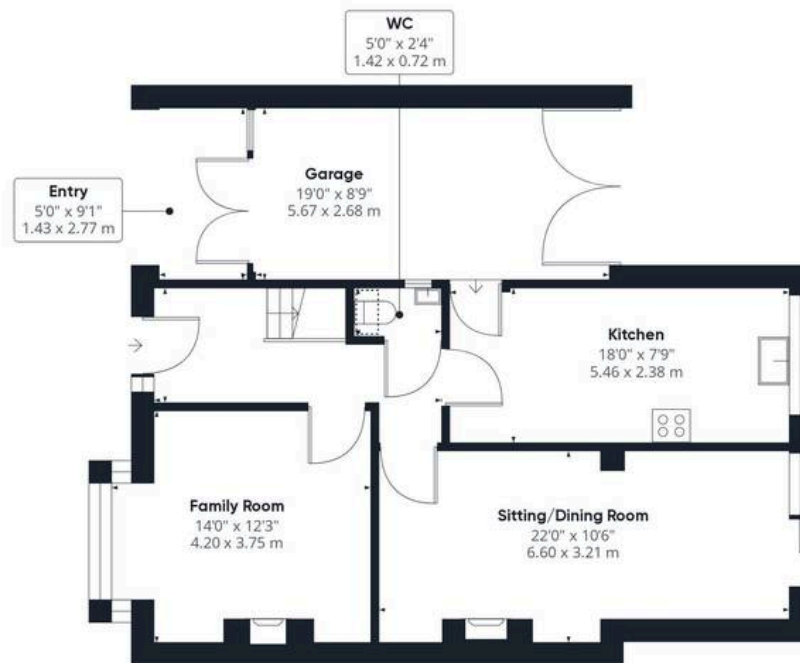 WC
5'0" x 2'4"
1.42 x 0.72 m
Garage
19'0" x 8'9"
5.67 x 2.68 m
Entry
5'0" x 9'1"
1.43 x 2.77 m
Kitchen
18'0" x 7'9"
5.46 x 2.38 m
Family Room
14'0" x 12'3"
4.20 x 3.75 m
Sitting/Dining Room
22'0" x 10'6"
6.60 x 3.21 m